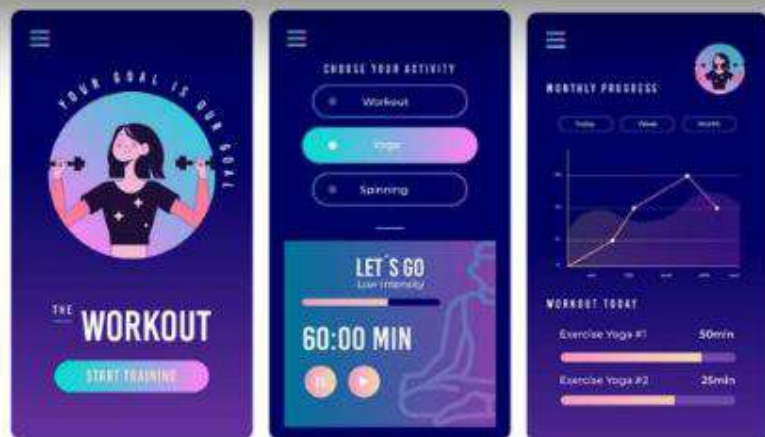 YOUR GOAL IS OUR GOAL
THE
WORKOUT
START TRAINING
CHOOSE YOUR ACTIVITY
Workout
Yoga
Spinning
LET´S GO
Low Intensity
60:00 MIN
MONTHLY PROGRESS
Today
Week
Month
WORKOUT TODAY
Exercise Yoga #1 50min
Exercise Yoga #2 25min